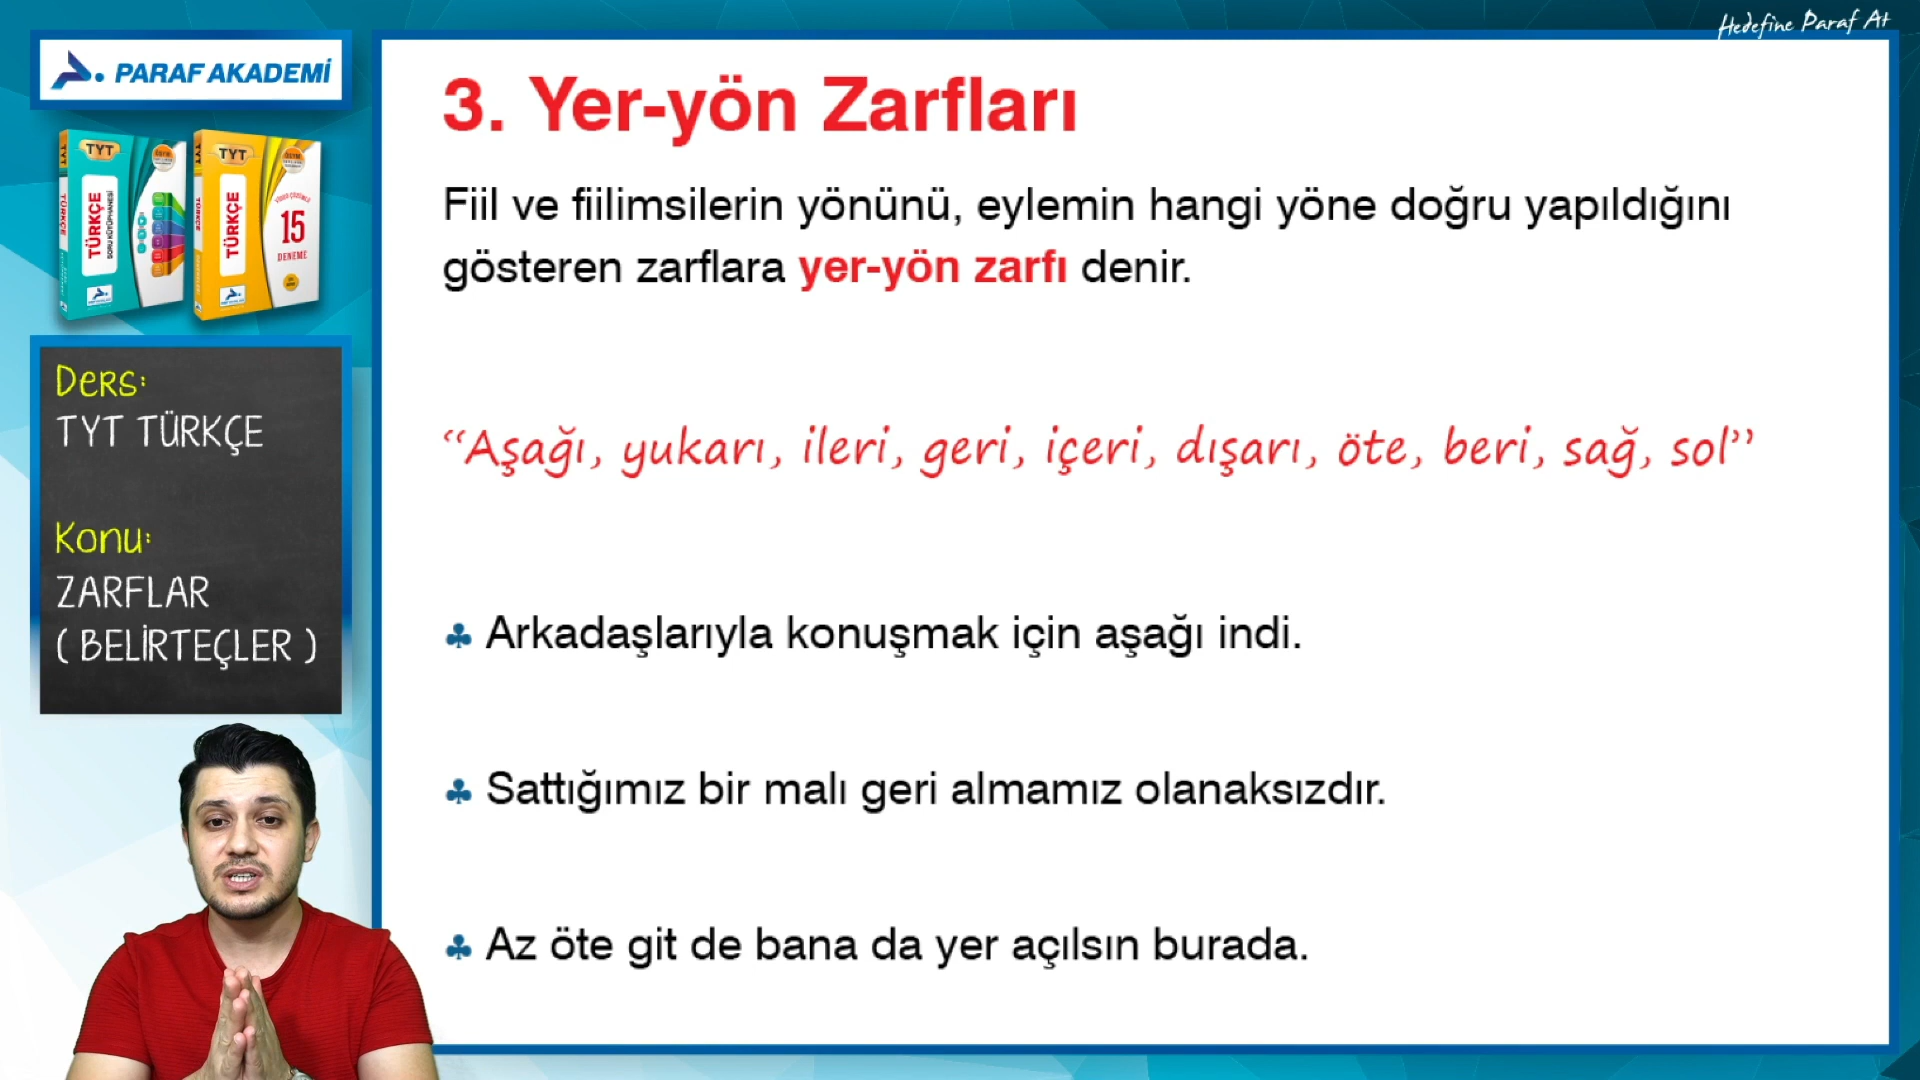 Hedefine Paraf At
PARAF AKADEMİ
TYT
TÜRKÇE
SORU KÜTÜPHANESİ
TYT
TÜRKÇE
15
DENEME
Ders:
TYT TÜRKÇE
Konu:
ZARFLAR
( BELİRTEÇLER )
3. Yer-yön Zarfları
Fiil ve fiilimsilerin yönünü, eylemin hangi yöne doğru yapıldığını
gösteren zarflara yer-yön zarfı denir.
“Aşağı, yukarı, ileri, geri, içeri, dışarı, öte, beri, sağ, sol”
♣ Arkadaşlarıyla konuşmak için aşağı indi.
♣ Sattığımız bir malı geri almamız olanaksızdır.
♣ Az öte git de bana da yer açılsın burada.